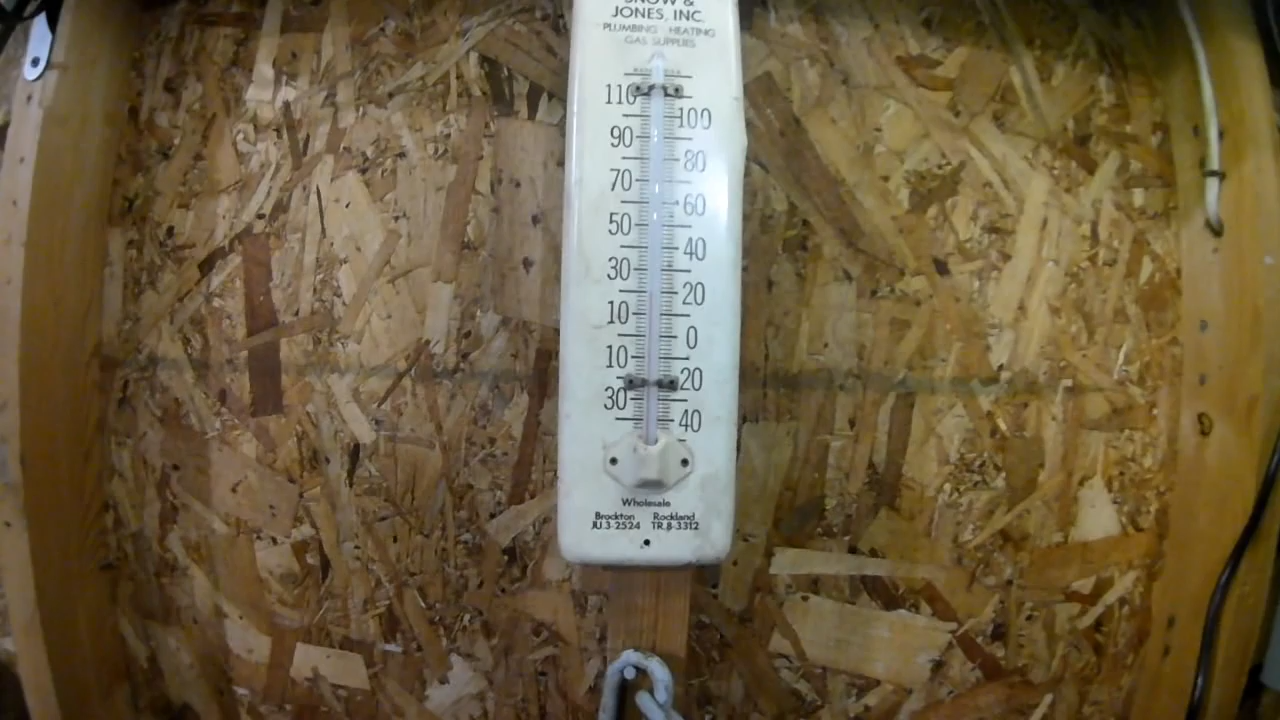 SNOW &
JONES, INC.
PLUMBING HEATING
GAS SUPPLIES
110
100
90
80
70
60
50
40
30
20
10
0
10
20
30
40
Wholesale
Brockton Rockland
JU.3-2524 TR.8-3312